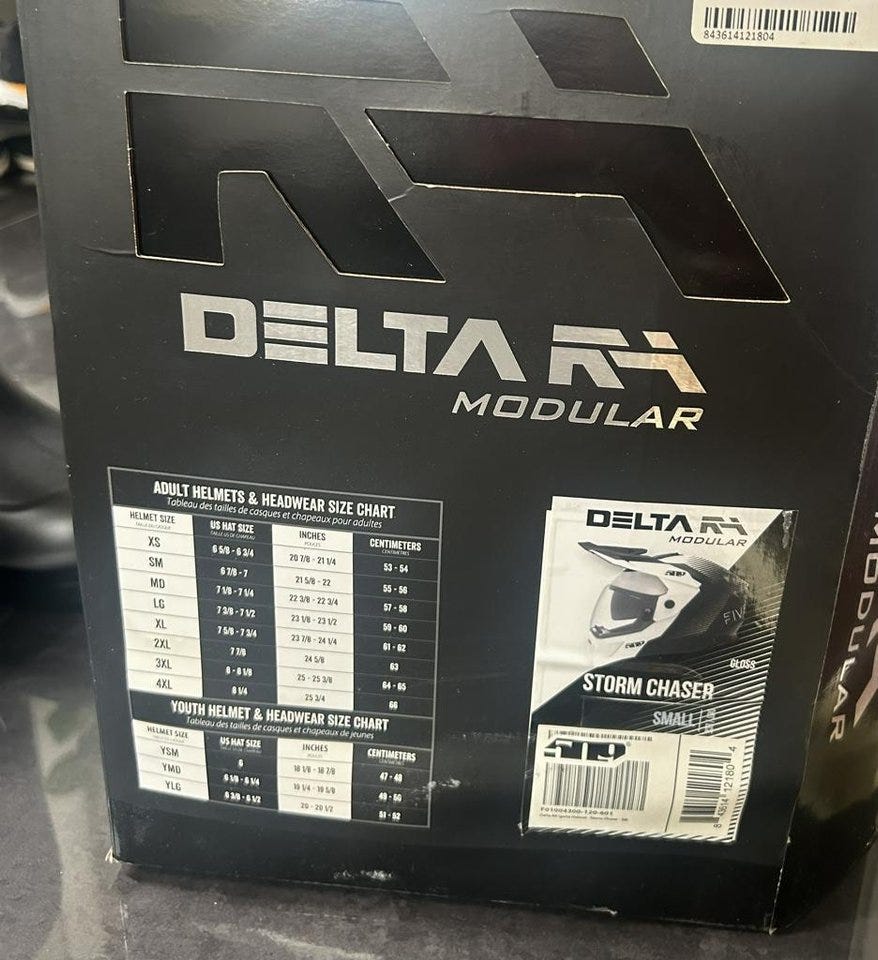 843614121804
DELTA R4
MODULAR
ADULT HELMETS & HEADWEAR SIZE CHART
Tableau des tailles de casques et chapeaux pour adultes
HELMET SIZE US HAT SIZE INCHES CENTIMETERS
XS 6 5/8 - 6 3/4 20 7/8 - 21 1/4 53 - 54
SM 6 7/8 - 7 21 5/8 - 22 55 - 56
MD 7 1/8 - 7 1/4 22 3/8 - 22 3/4 57 - 58
LG 7 3/8 - 7 1/2 23 1/8 - 23 1/2 59 - 60
XL 7 5/8 - 7 3/4 23 7/8 - 24 1/4 61 - 62
2XL 7 7/8 24 5/8 63
3XL 8 - 8 1/8 25 - 25 3/8 64 - 65
4XL 8 1/4 25 3/4 66
YOUTH HELMET & HEADWEAR SIZE CHART
Tableau des tailles de casques et chapeaux de jeunes
HELMET SIZE US HAT SIZE INCHES CENTIMETERS
YSM 6 18 1/8 - 18 7/8 47 - 48
YMD 6 1/8 - 6 1/4 19 1/4 - 19 5/8 49 - 50
YLG 6 3/8 - 6 1/2 20 - 20 1/2 51 - 52
DELTA R4
MODULAR
FIV
GLOSS
STORM CHASER
SMALL
509
F01004300-120-601
8 43614 12180 4
MODULAR